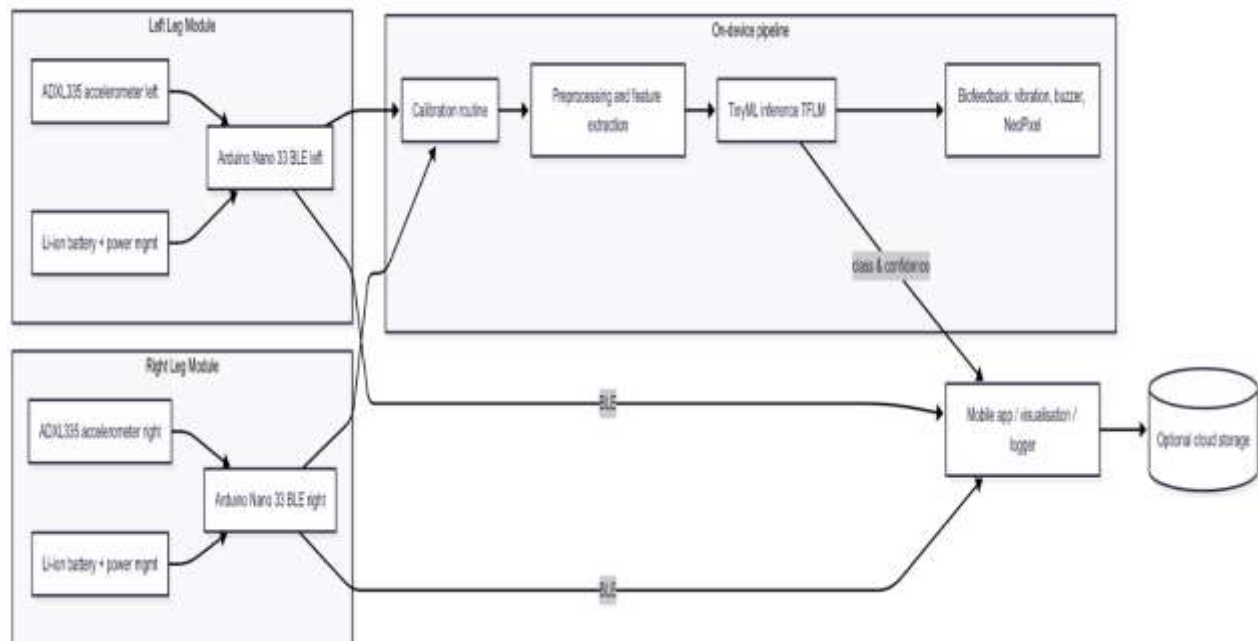 Left Leg Module
ADXL335 accelerometer left
Arduino Nano 33 BLE left
Li-ion battery + power mgmt
On-device pipeline
Calibration routine
Preprocessing and feature
extraction
TinyML inference TFLM
Biofeedback: vibration, buzzer,
NeoPixel
class & confidence
Right Leg Module
ADXL335 accelerometer right
Arduino Nano 33 BLE right
Li-ion battery + power mgmt
BLE
BLE
Mobile app / visualisation /
logger
Optional cloud storage